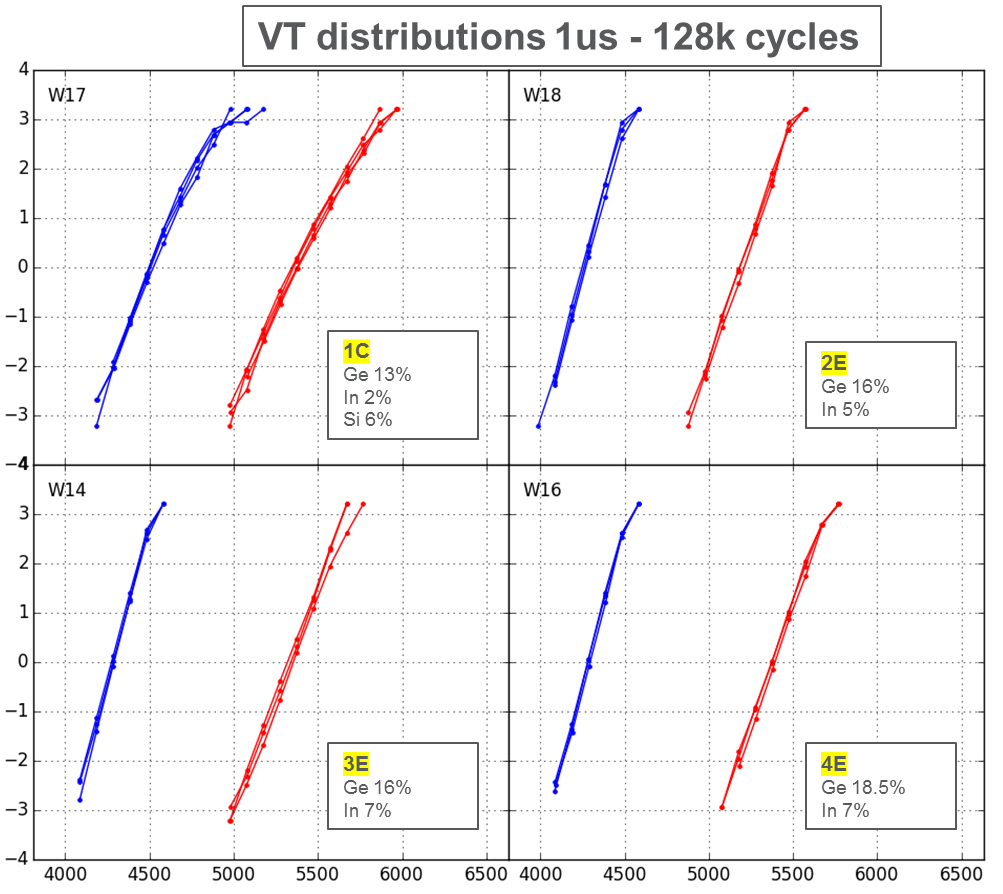 VT distributions 1us - 128k cycles
4
3
2
1
0
−1
−2
−3
−4
W17
1C
Ge 13%
In 2%
Si 6%
W18
2E
Ge 16%
In 5%
3
2
1
0
−1
−2
−3
−4
W14
3E
Ge 16%
In 7%
W16
4E
Ge 18.5%
In 7%
4000 4500 5000 5500 6000 6500
4000 4500 5000 5500 6000 6500